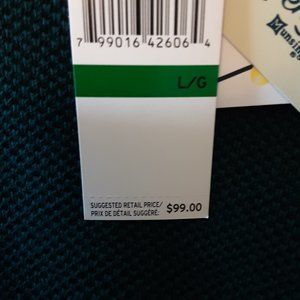 7 99016 42606 4
L/G
SUGGESTED RETAIL PRICE/
PRIX DE DÉTAIL SUGGÉRÉ: $99.00